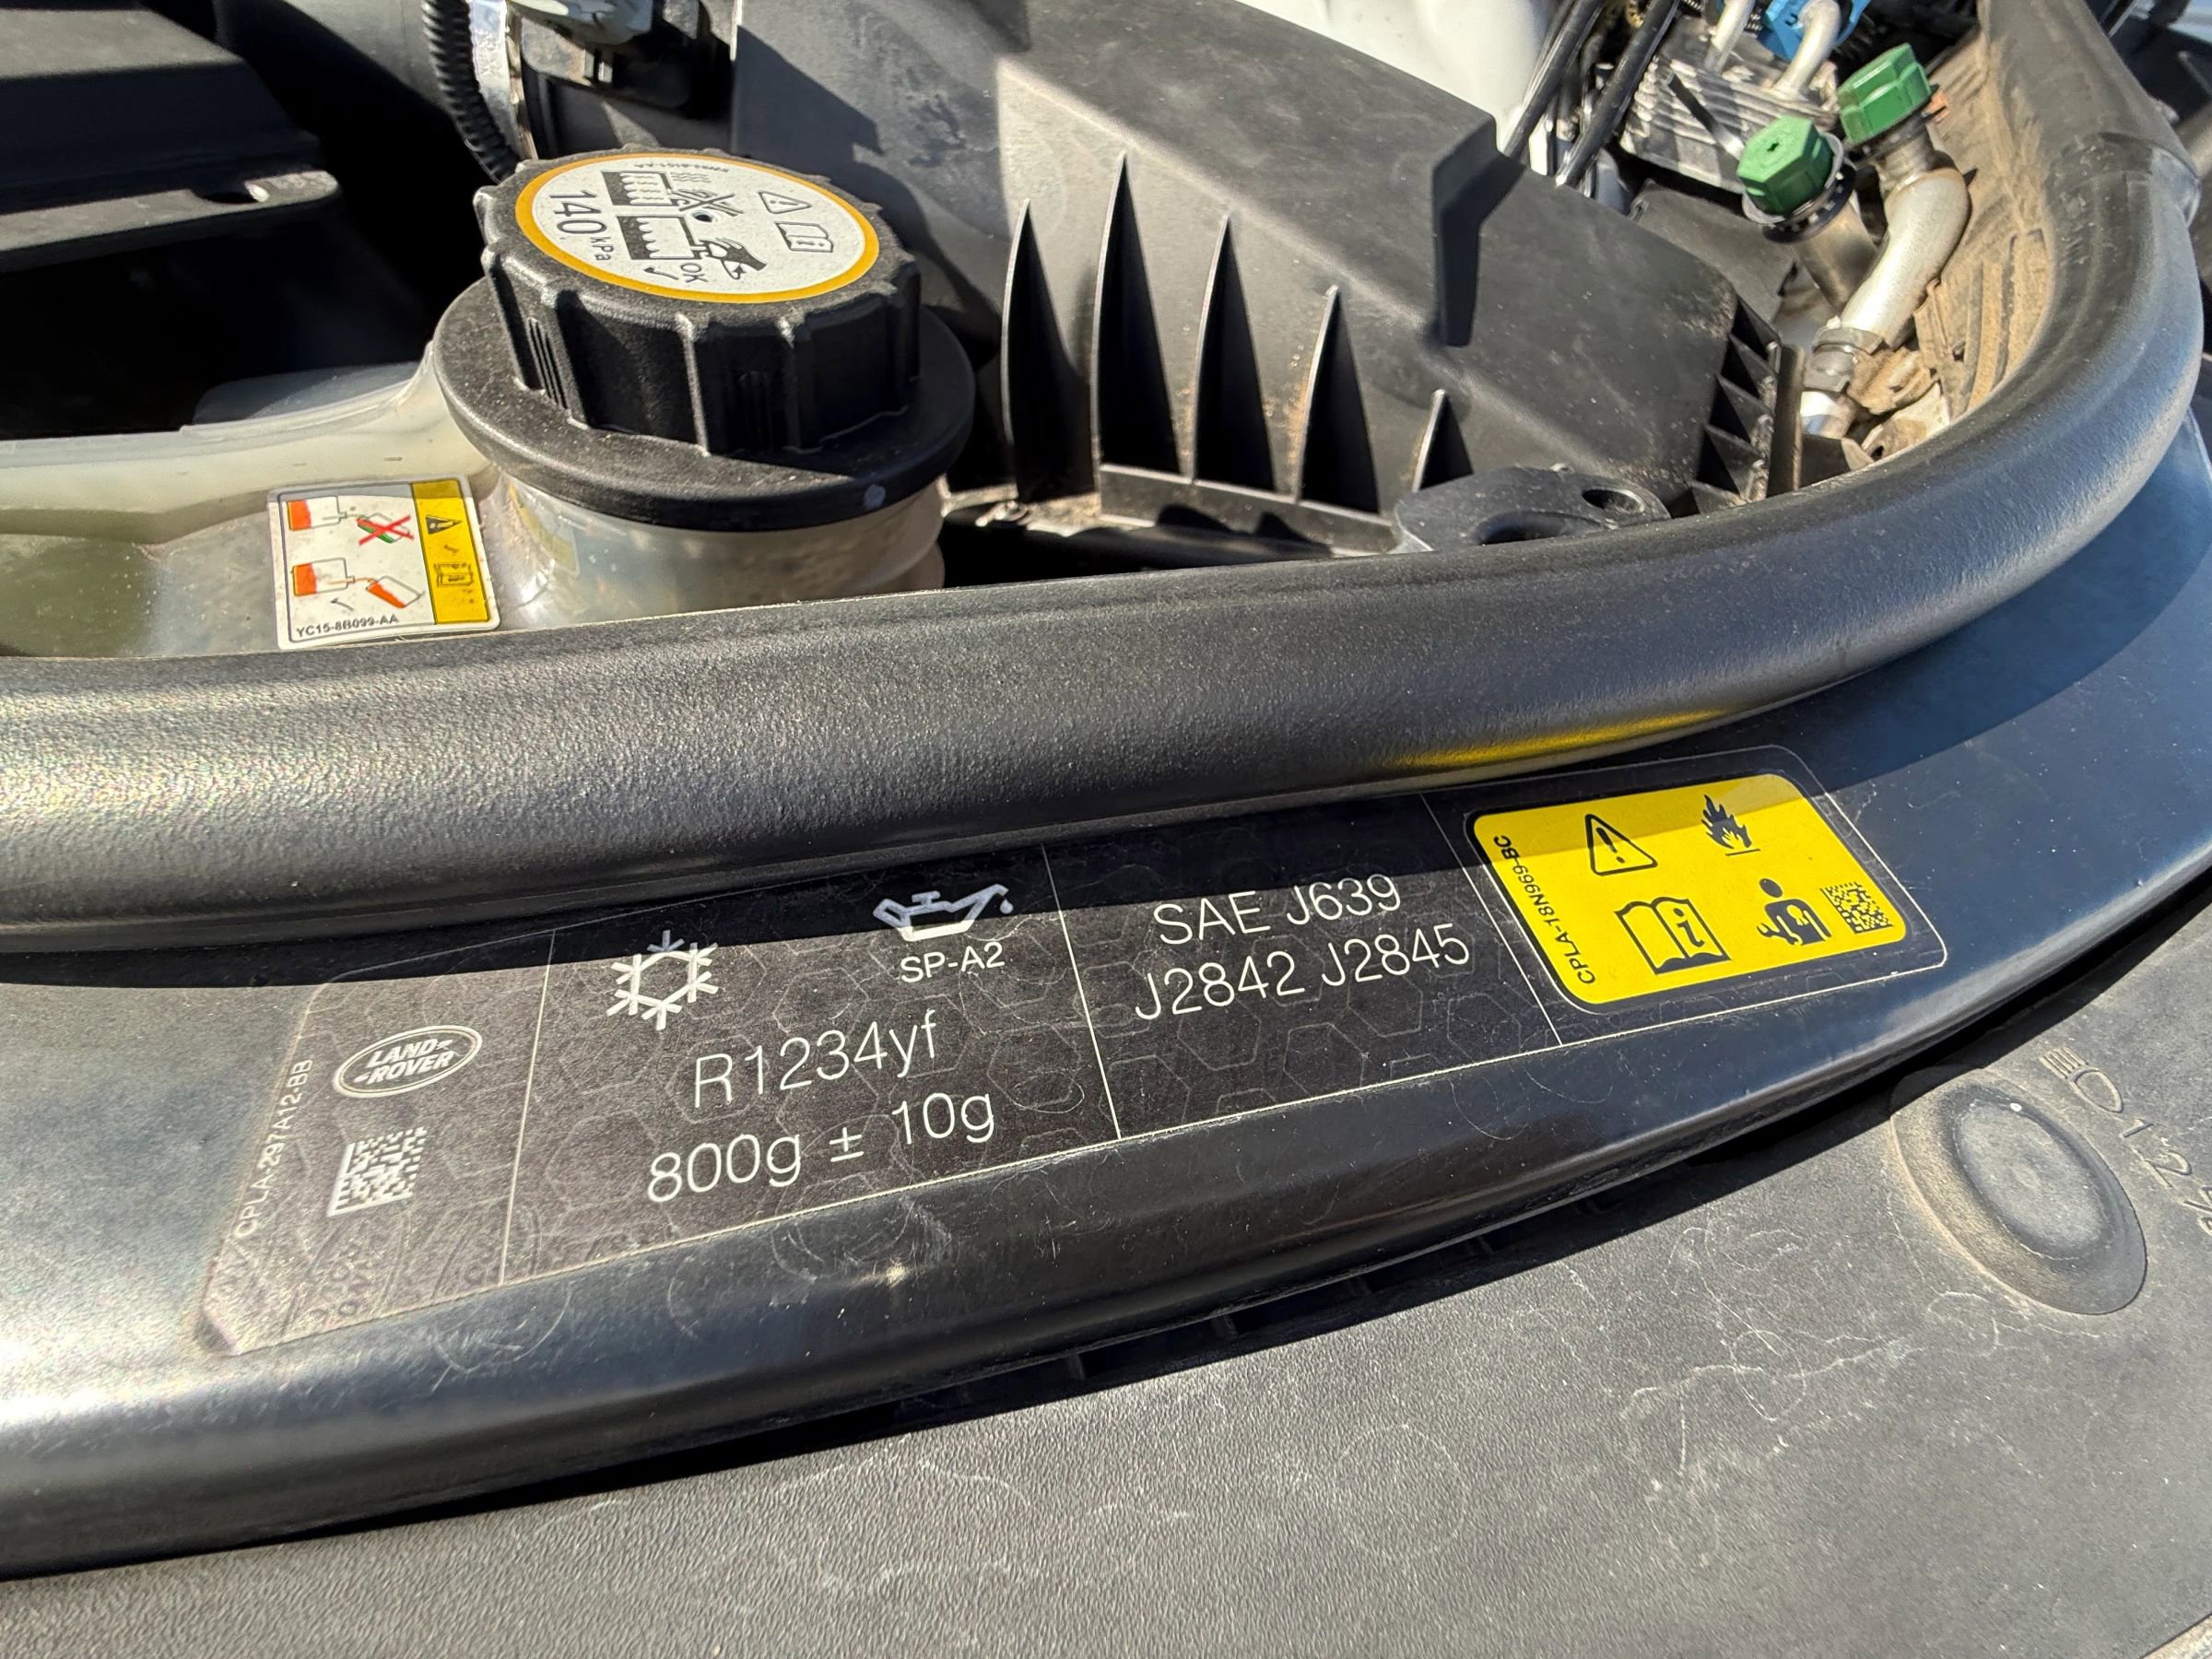 140 kPa
OK
YC15-8B099-AA
LAND-
-ROVER
CPLA-297A12-BB
SP-A2
R1234yf
800g ± 10g
SAE J639
J2842 J2845
CPLA-18N969-BC